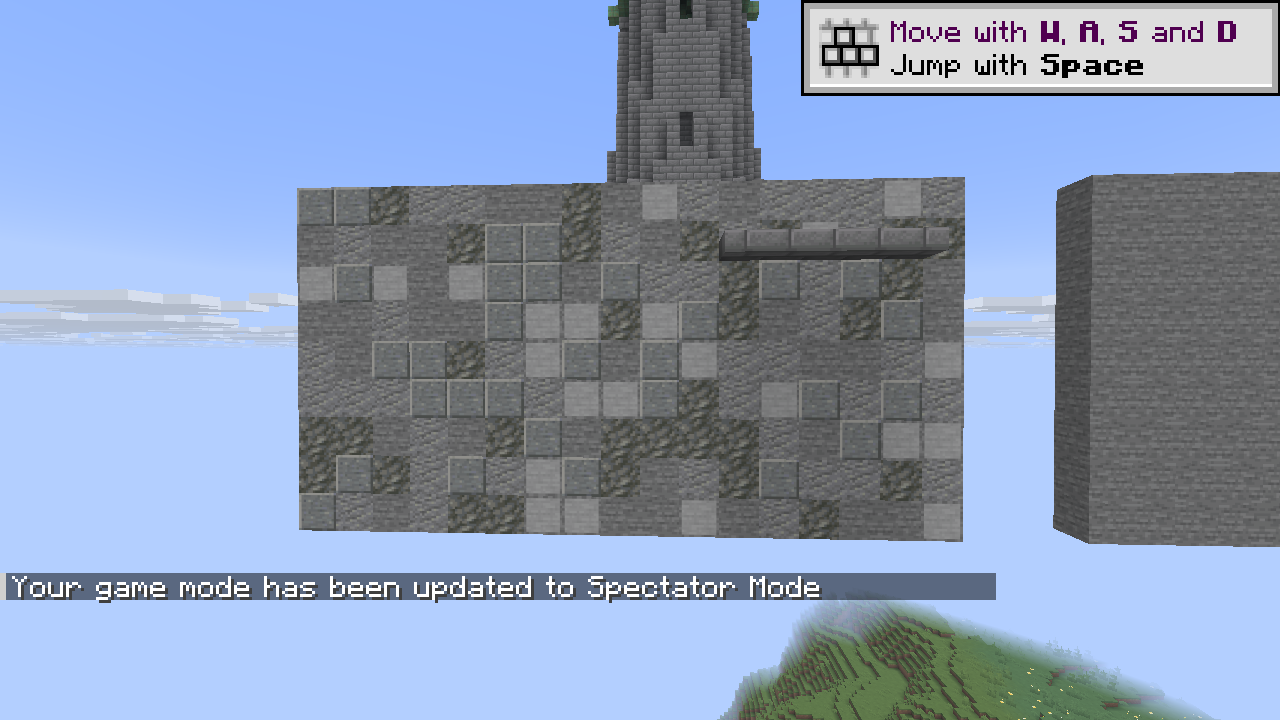 Move with W, A, S and D
Jump with Space
Your game mode has been updated to Spectator Mode